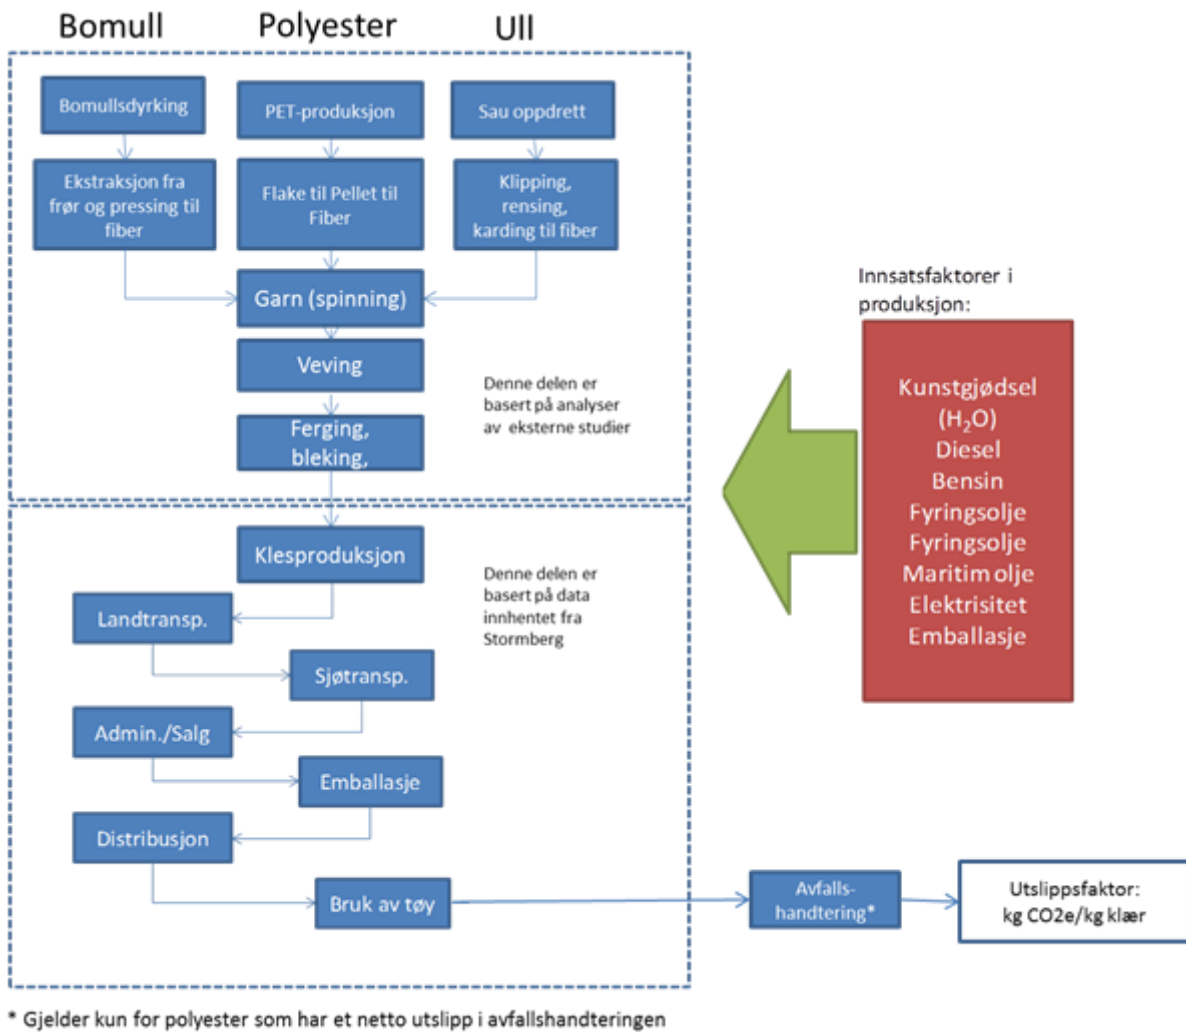 Bomull
Polyester
Ull
Bomullsdyrking
PET-produksjon
Sau oppdrett
Ekstraksjon fra
frør og pressing til
fiber
Flake til Pellet til
Fiber
Klipping,
rensing,
karding til fiber
Garn (spinning)
Veving
Ferging,
bleking,
Denne delen er
basert på analyser
av eksterne studier
Klesproduksjon
Landtransp.
Sjøtransp.
Admin./Salg
Emballasje
Distribusjon
Bruk av tøy
Denne delen er
basert på data
innhentet fra
Stormberg
Innsatsfaktorer i
produksjon:
Kunstgjødsel
(H₂O)
Diesel
Bensin
Fyringsolje
Fyringsolje
Maritim olje
Elektrisitet
Emballasje
Avfalls-
handtering*
Utslippsfaktor:
kg CO2e/kg klær
* Gjelder kun for polyester som har et netto utslipp i avfallshandteringen